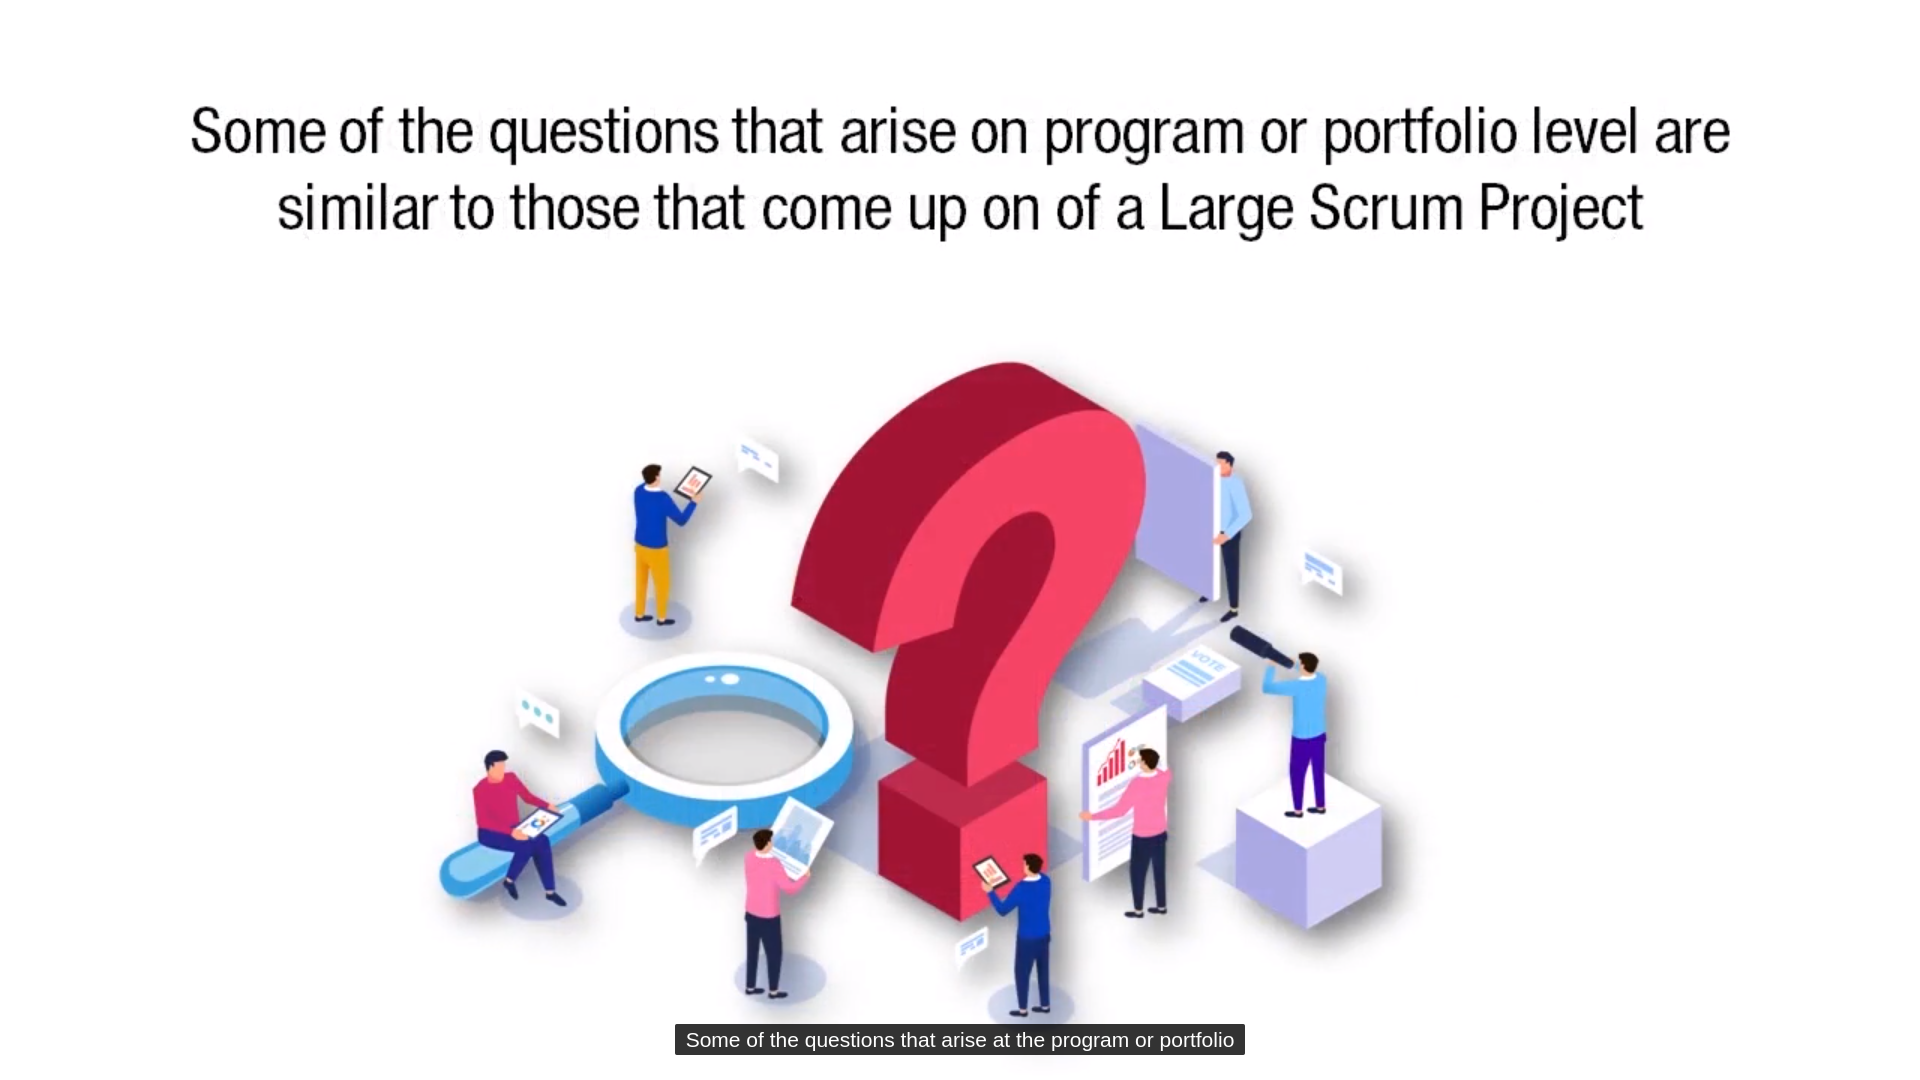 Some of the questions that arise on program or portfolio level are
similar to those that come up on of a Large Scrum Project
VOTE
Some of the questions that arise at the program or portfolio